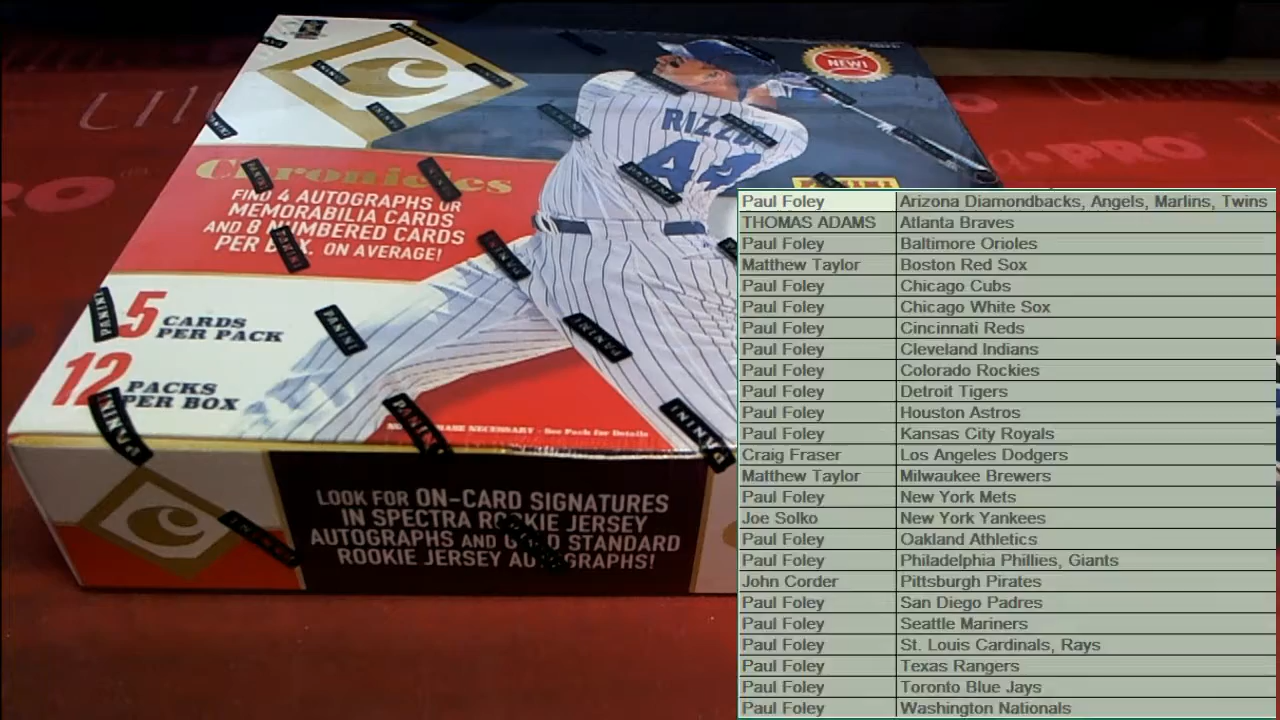 NEW!
RIZZO
44
PANINI
Chronicles
FIND 4 AUTOGRAPHS OR
MEMORABILIA CARDS
AND 8 NUMBERED CARDS
PER BOX, ON AVERAGE!
5 CARDS
PER PACK
12 PACKS
PER BOX
NECESSARY - See Pack for Details
LOOK FOR ON-CARD SIGNATURES
IN SPECTRA ROOKIE JERSEY
AUTOGRAPHS AND GOLD STANDARD
ROOKIE JERSEY AUTOGRAPHS!
Paul Foley Arizona Diamondbacks, Angels, Marlins, Twins
THOMAS ADAMS Atlanta Braves
Paul Foley Baltimore Orioles
Matthew Taylor Boston Red Sox
Paul Foley Chicago Cubs
Paul Foley Chicago White Sox
Paul Foley Cincinnati Reds
Paul Foley Cleveland Indians
Paul Foley Colorado Rockies
Paul Foley Detroit Tigers
Paul Foley Houston Astros
Paul Foley Kansas City Royals
Craig Fraser Los Angeles Dodgers
Matthew Taylor Milwaukee Brewers
Paul Foley New York Mets
Joe Solko New York Yankees
Paul Foley Oakland Athletics
Paul Foley Philadelphia Phillies, Giants
John Corder Pittsburgh Pirates
Paul Foley San Diego Padres
Paul Foley Seattle Mariners
Paul Foley St. Louis Cardinals, Rays
Paul Foley Texas Rangers
Paul Foley Toronto Blue Jays
Paul Foley Washington Nationals